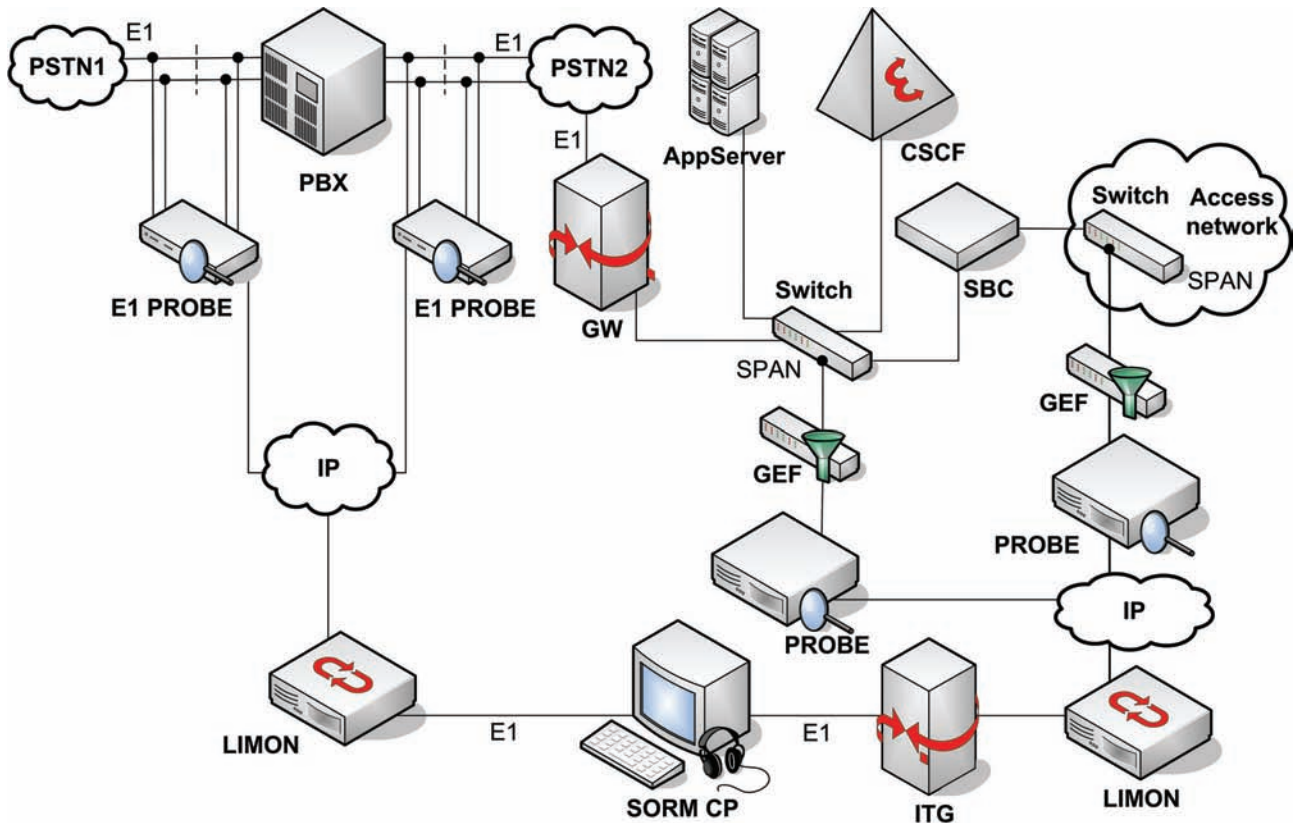 E1
PSTN1
PBX
E1
PSTN2
E1
AppServer
CSCF
Switch
Access
network
SPAN
E1 PROBE
E1 PROBE
GW
Switch
SBC
SPAN
GEF
GEF
IP
PROBE
PROBE
IP
LIMON
E1
SORM CP
E1
ITG
LIMON